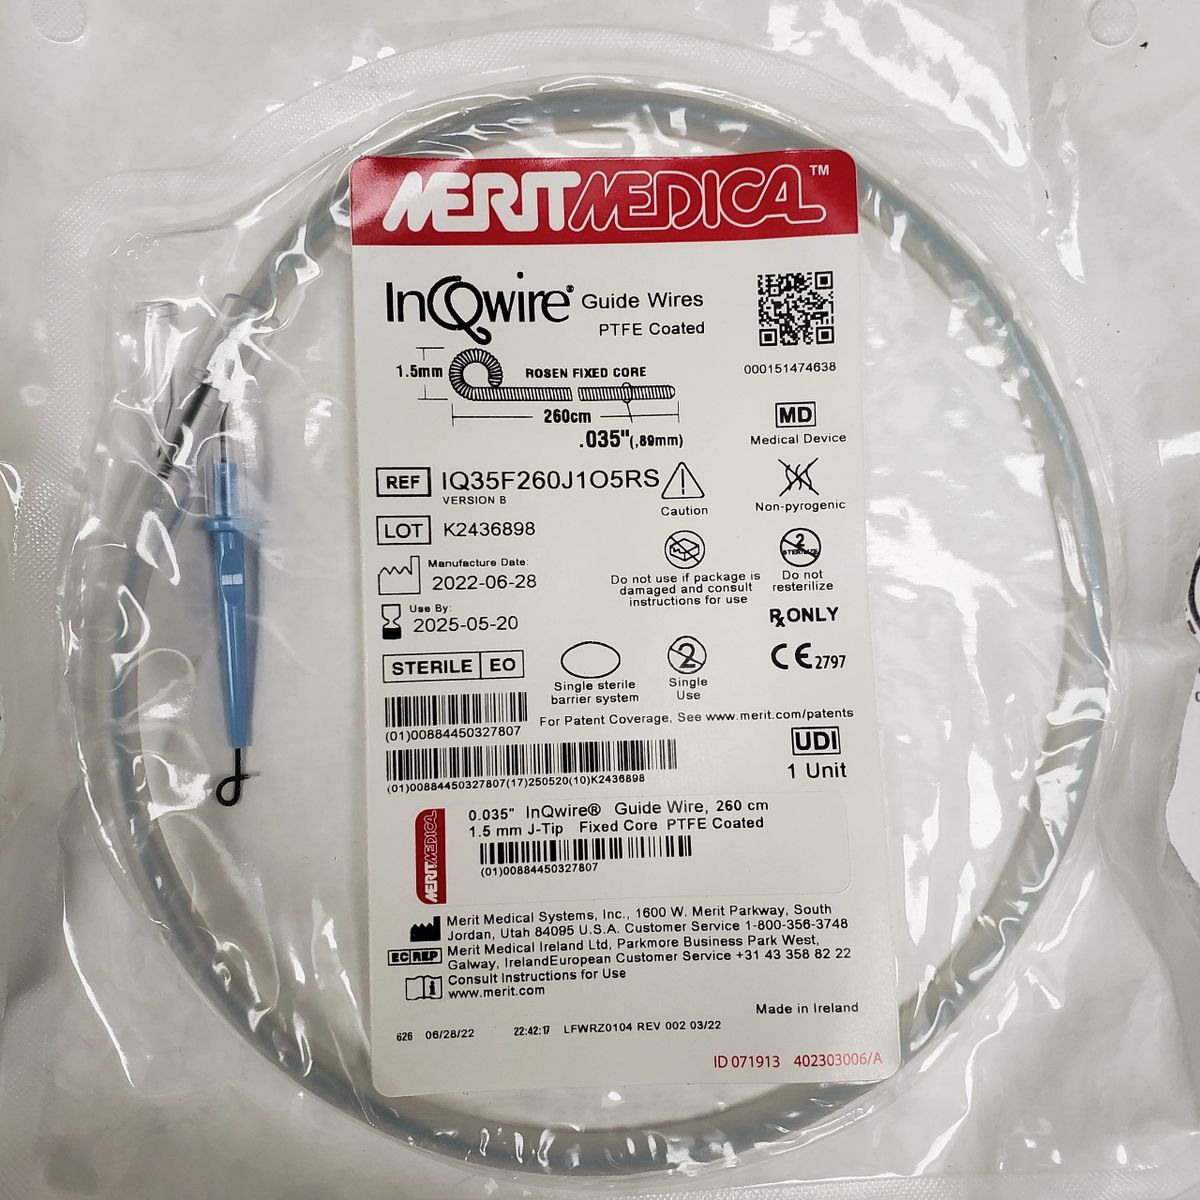 MERITMEDICAL™
InQwire® Guide Wires
PTFE Coated
1.5mm
ROSEN FIXED CORE
260cm
.035"(.89mm)
000151474638
MD
Medical Device
REF IQ35F260J1O5RS
VERSION B
Caution
Non-pyrogenic
LOT K2436898
Manufacture Date:
2022-06-28
Do not use if package is
damaged and consult
instructions for use
2
STERILIZE
Do not
resterilize
Use By:
2025-05-20
Rx ONLY
STERILE EO
Single sterile
barrier system
2
Single
Use
CE 2797
(01)00884450327807
For Patent Coverage, See www.merit.com/patents
UDI
1 Unit
(01)00884450327807(17)250520(10)K2436898
MERITMEDICAL
0.035" InQwire® Guide Wire, 260 cm
1.5 mm J-Tip Fixed Core PTFE Coated
(01)00884450327807
Merit Medical Systems, Inc., 1600 W. Merit Parkway, South
Jordan, Utah 84095 U.S.A. Customer Service 1-800-356-3748
EC REP Merit Medical Ireland Ltd, Parkmore Business Park West,
Galway, IrelandEuropean Customer Service +31 43 358 82 22
Consult Instructions for Use
www.merit.com
Made in Ireland
626 06/28/22 22:42:17 LFWRZ0104 REV 002 03/22
ID 071913 402303006/A